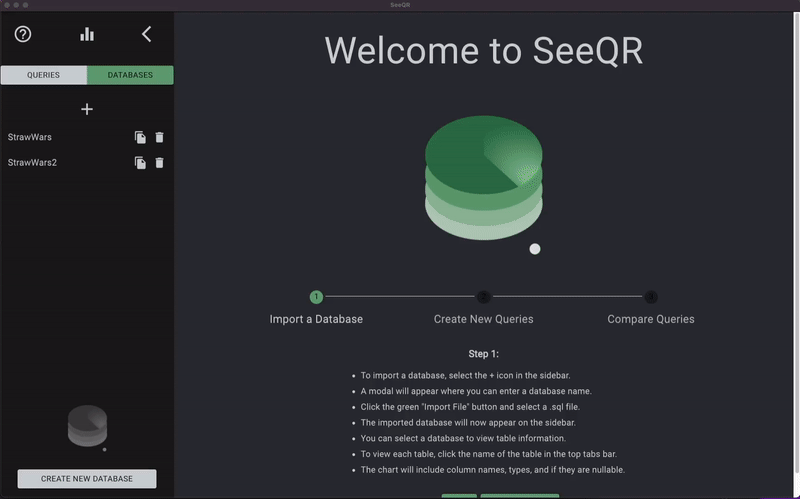 SeeQR
QUERIES
DATABASES
StrawWars
StrawWars2
CREATE NEW DATABASE
Welcome to SeeQR
1
Import a Database
Create New Queries
Compare Queries
Step 1:
• To import a database, select the + icon in the sidebar.
• A modal will appear where you can enter a database name.
• Click the green "Import File" button and select a .sql file.
• The imported database will now appear on the sidebar.
• You can select a database to view table information.
• To view each table, click the name of the table in the top tabs bar.
• The chart will include column names, types, and if they are nullable.